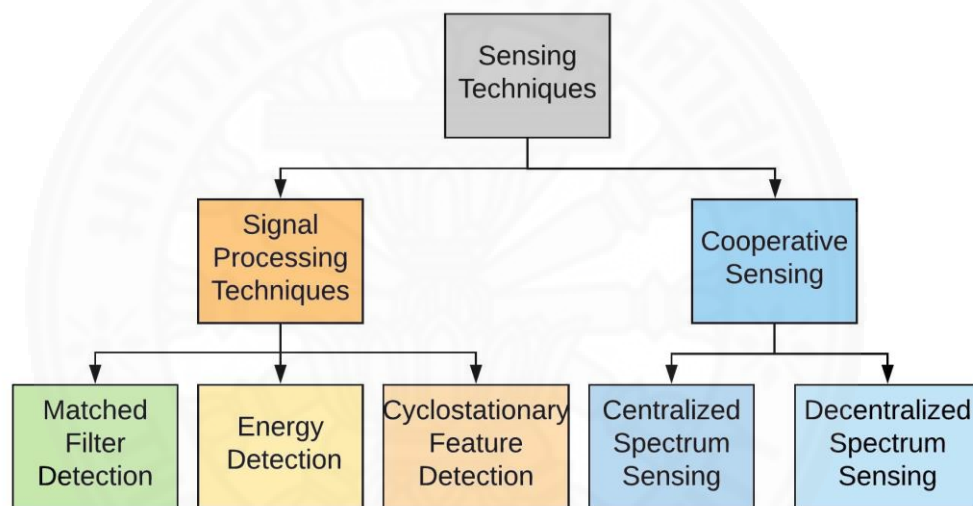 Sensing
Techniques
Signal
Processing
Techniques
Cooperative
Sensing
Matched
Filter
Detection
Energy
Detection
Cyclostationary
Feature
Detection
Centralized
Spectrum
Sensing
Decentralized
Spectrum
Sensing